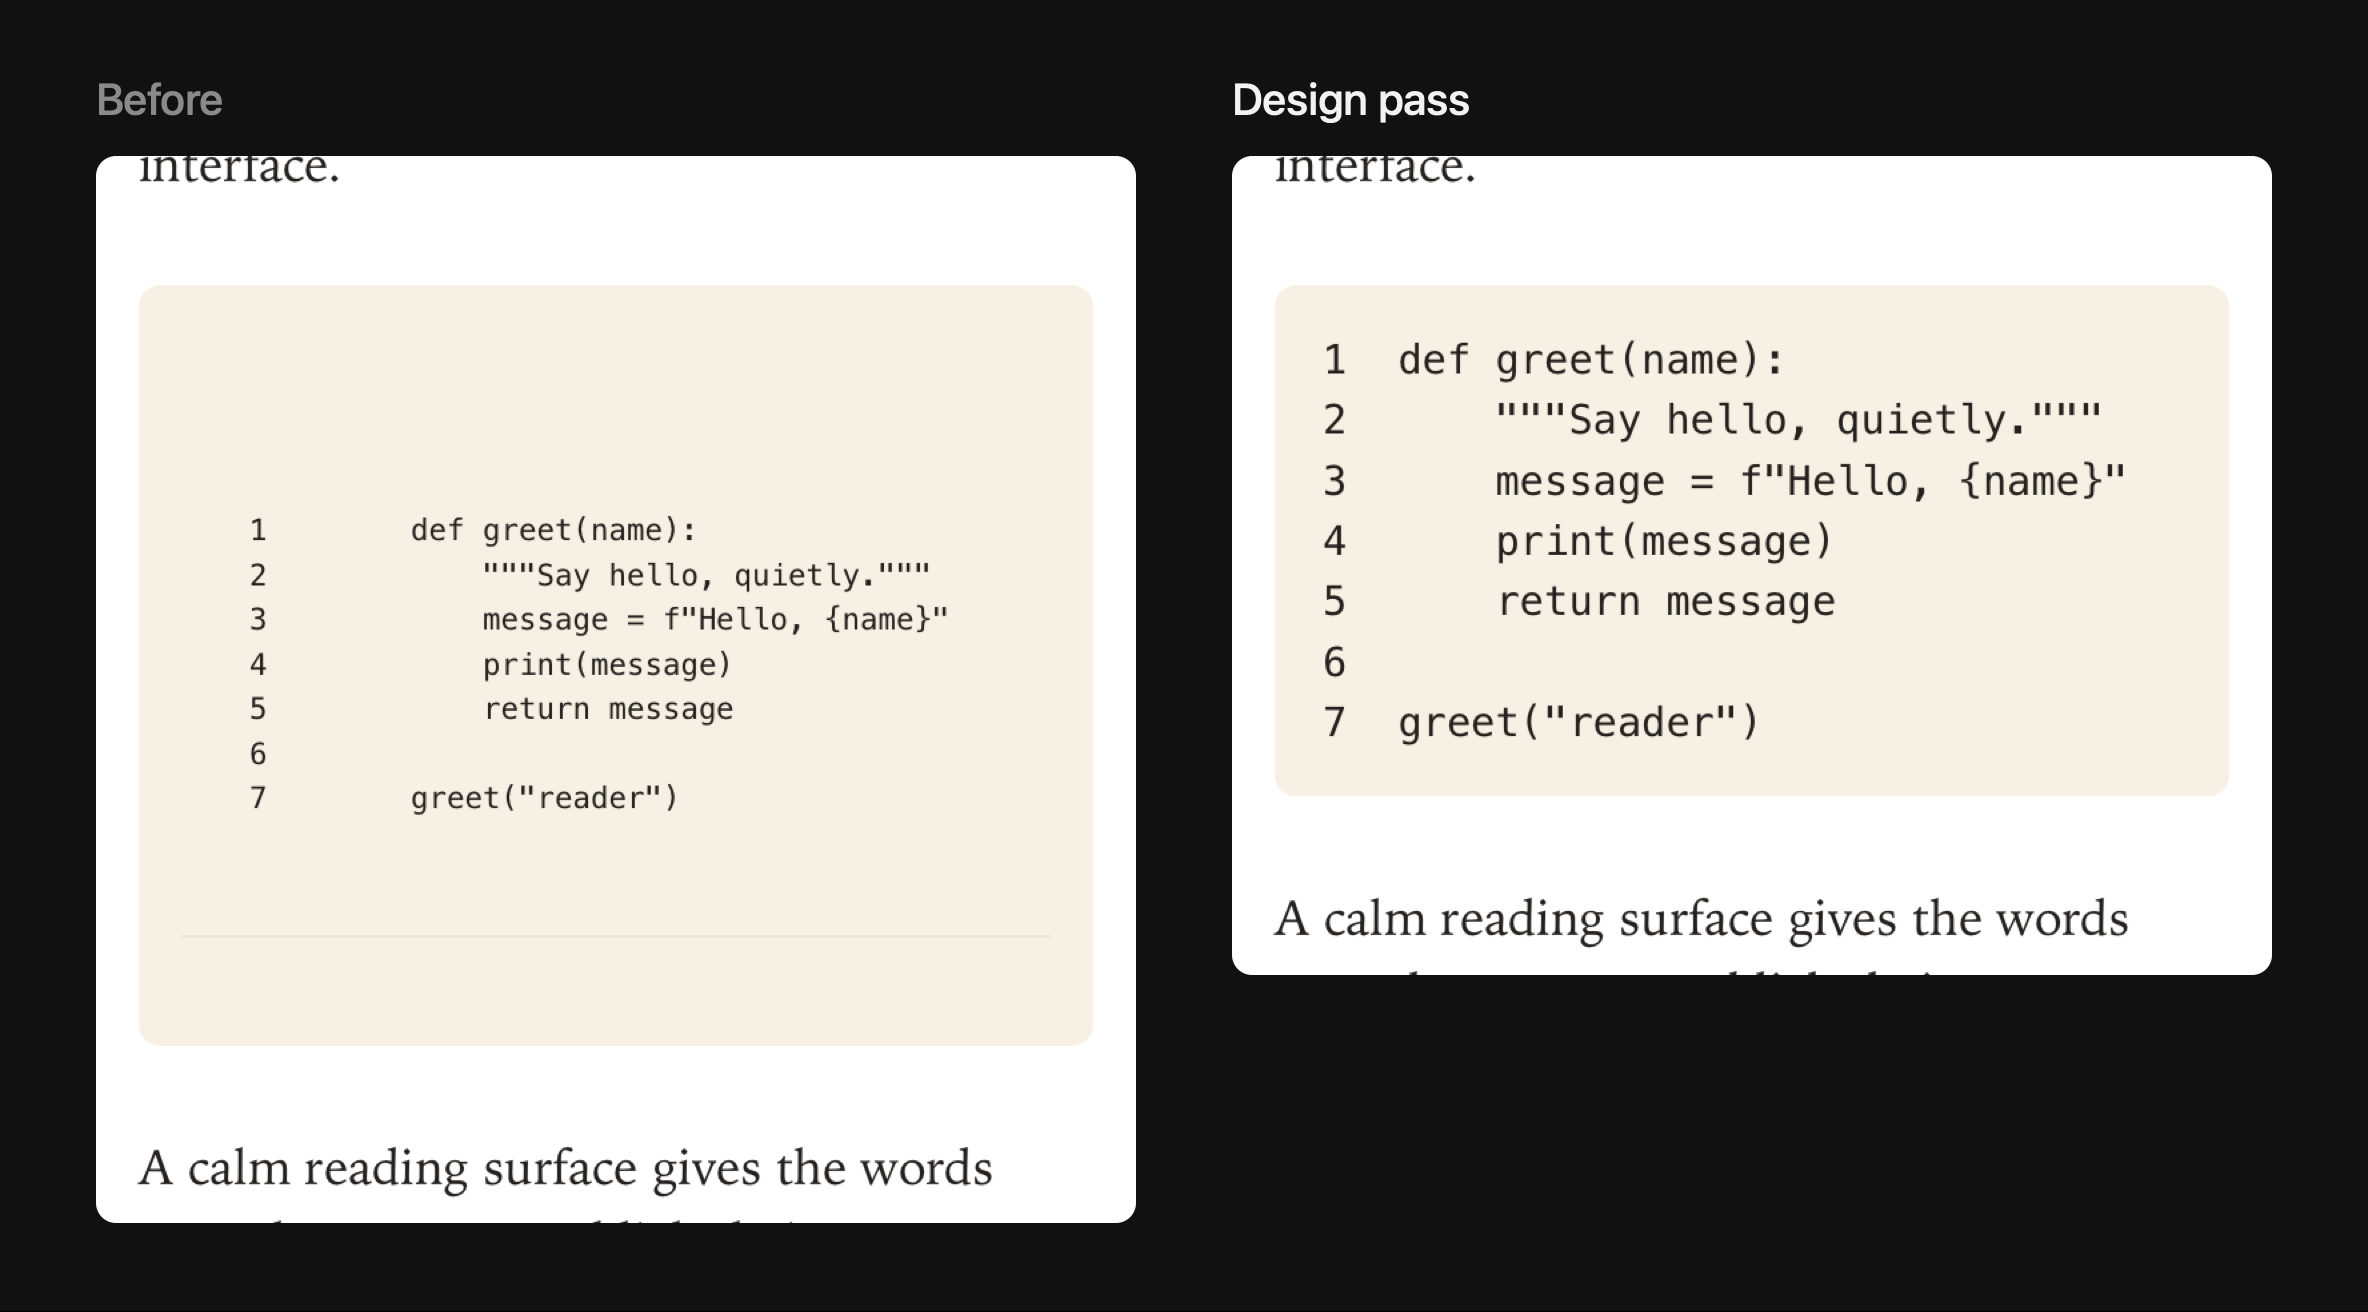 Before
interface.
1 def greet(name):
2     """Say hello, quietly."""
3     message = f"Hello, {name}"
4     print(message)
5     return message
6
7 greet("reader")
A calm reading surface gives the words
Design pass
interface.
1 def greet(name):
2     """Say hello, quietly."""
3     message = f"Hello, {name}"
4     print(message)
5     return message
6
7 greet("reader")
A calm reading surface gives the words